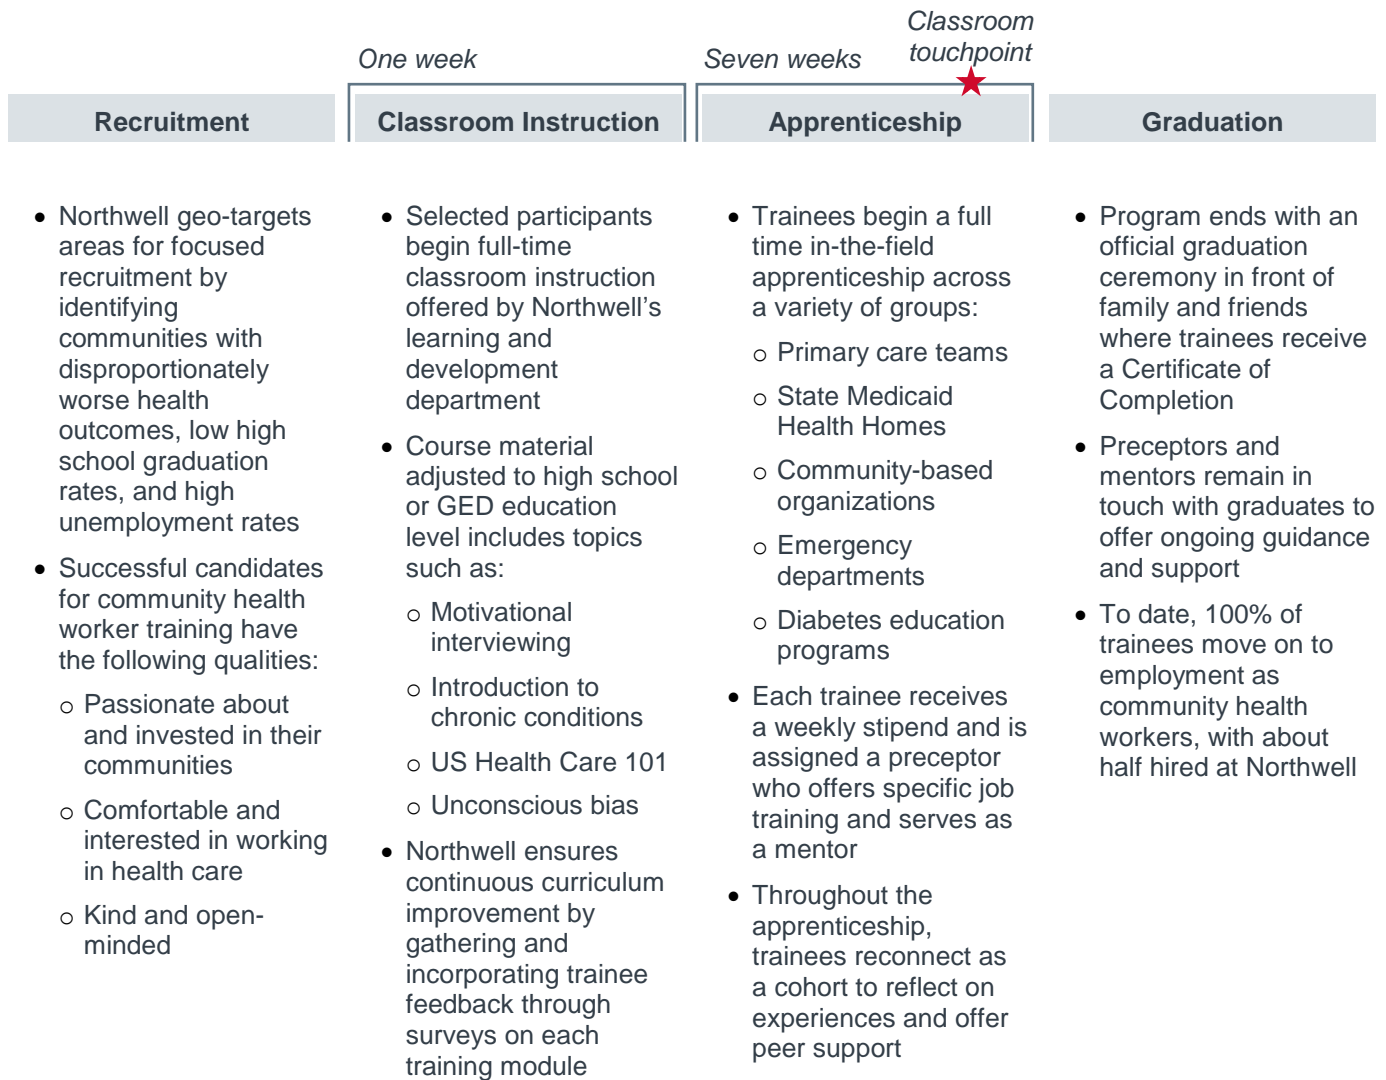 Classroom
touchpoint
One week
Seven weeks
Recruitment
Classroom Instruction
Apprenticeship
Graduation
• Northwell geo-targets
areas for focused
recruitment by
identifying
communities with
disproportionately
worse health
outcomes, low high
school graduation
rates, and high
unemployment rates
• Successful candidates
for community health
worker training have
the following qualities:
o Passionate about
and invested in their
communities
o Comfortable and
interested in working
in health care
o Kind and open-
minded
• Selected participants
begin full-time
classroom instruction
offered by Northwell’s
learning and
development
department
• Course material
adjusted to high school
or GED education
level includes topics
such as:
o Motivational
interviewing
o Introduction to
chronic conditions
o US Health Care 101
o Unconscious bias
• Northwell ensures
continuous curriculum
improvement by
gathering and
incorporating trainee
feedback through
surveys on each
training module
• Trainees begin a full
time in-the-field
apprenticeship across
a variety of groups:
o Primary care teams
o State Medicaid
Health Homes
o Community-based
organizations
o Emergency
departments
o Diabetes education
programs
• Each trainee receives
a weekly stipend and is
assigned a preceptor
who offers specific job
training and serves as
a mentor
• Throughout the
apprenticeship,
trainees reconnect as
a cohort to reflect on
experiences and offer
peer support
• Program ends with an
official graduation
ceremony in front of
family and friends
where trainees receive
a Certificate of
Completion
• Preceptors and
mentors remain in
touch with graduates to
offer ongoing guidance
and support
• To date, 100% of
trainees move on to
employment as
community health
workers, with about
half hired at Northwell